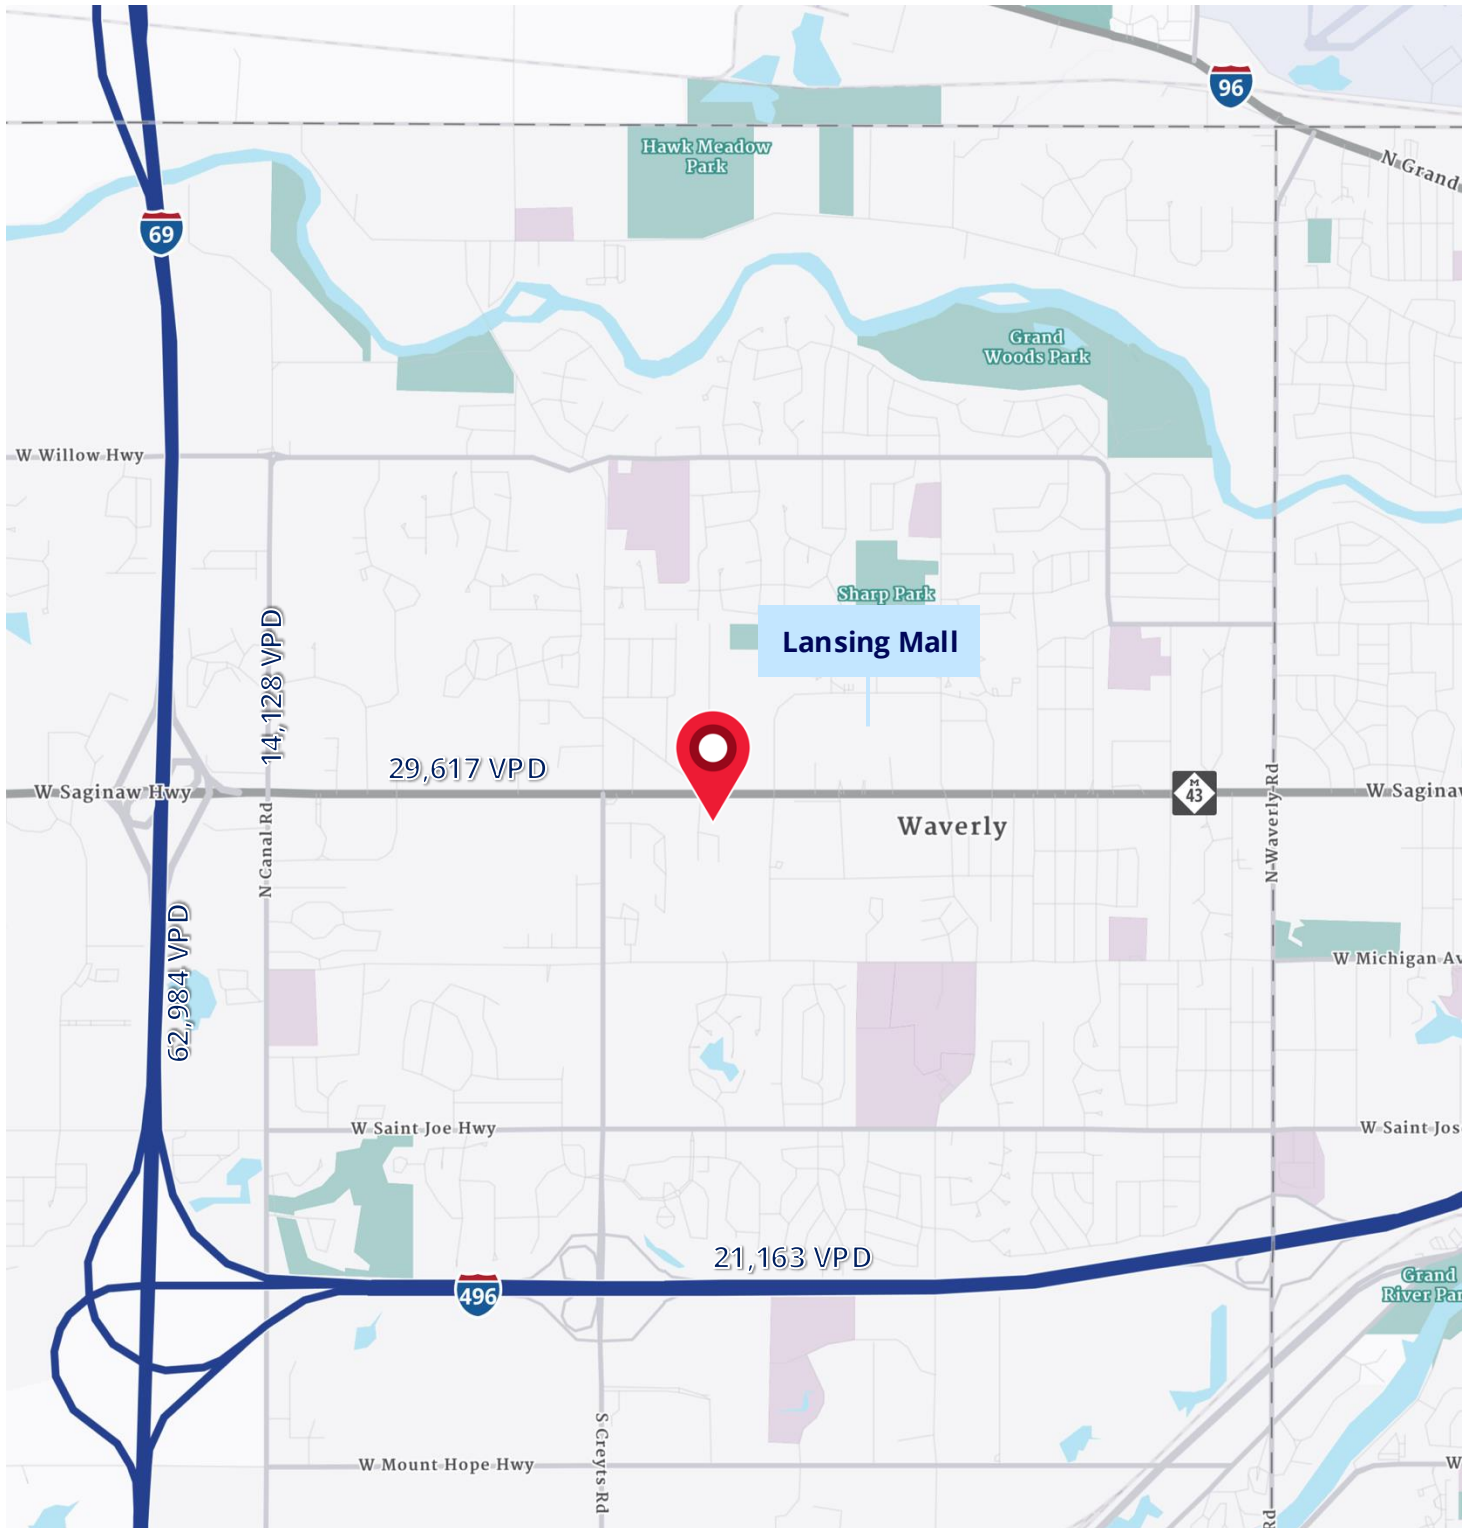 96
N Grand
Hawk Meadow
Park
69
Grand
Woods Park
W Willow Hwy
Sharp Park
Lansing Mall
14,128 VPD
29,617 VPD
W Saginaw Hwy
M
43
W Saginaw
Waverly
N Canal Rd
N Waverly Rd
62,984 VPD
W Michigan Av
W Saint Joe Hwy
W Saint Jos
21,163 VPD
496
Grand
River Par
S Creyts Rd
W Mount Hope Hwy
W
Rd